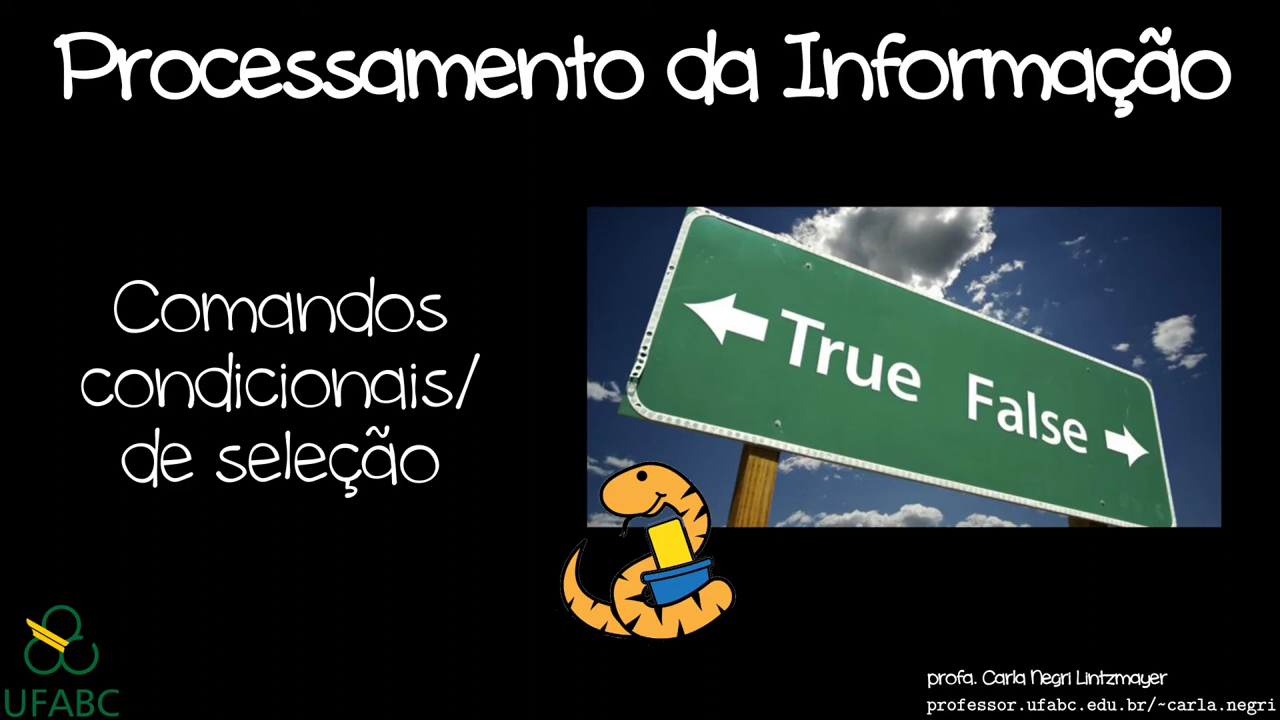 Processamento da Informação
Comandos
condicionais/
de seleção
True False
UFABC
profa. Carla Negri Lintzmayer
professor.ufabc.edu.br/~carla.negri